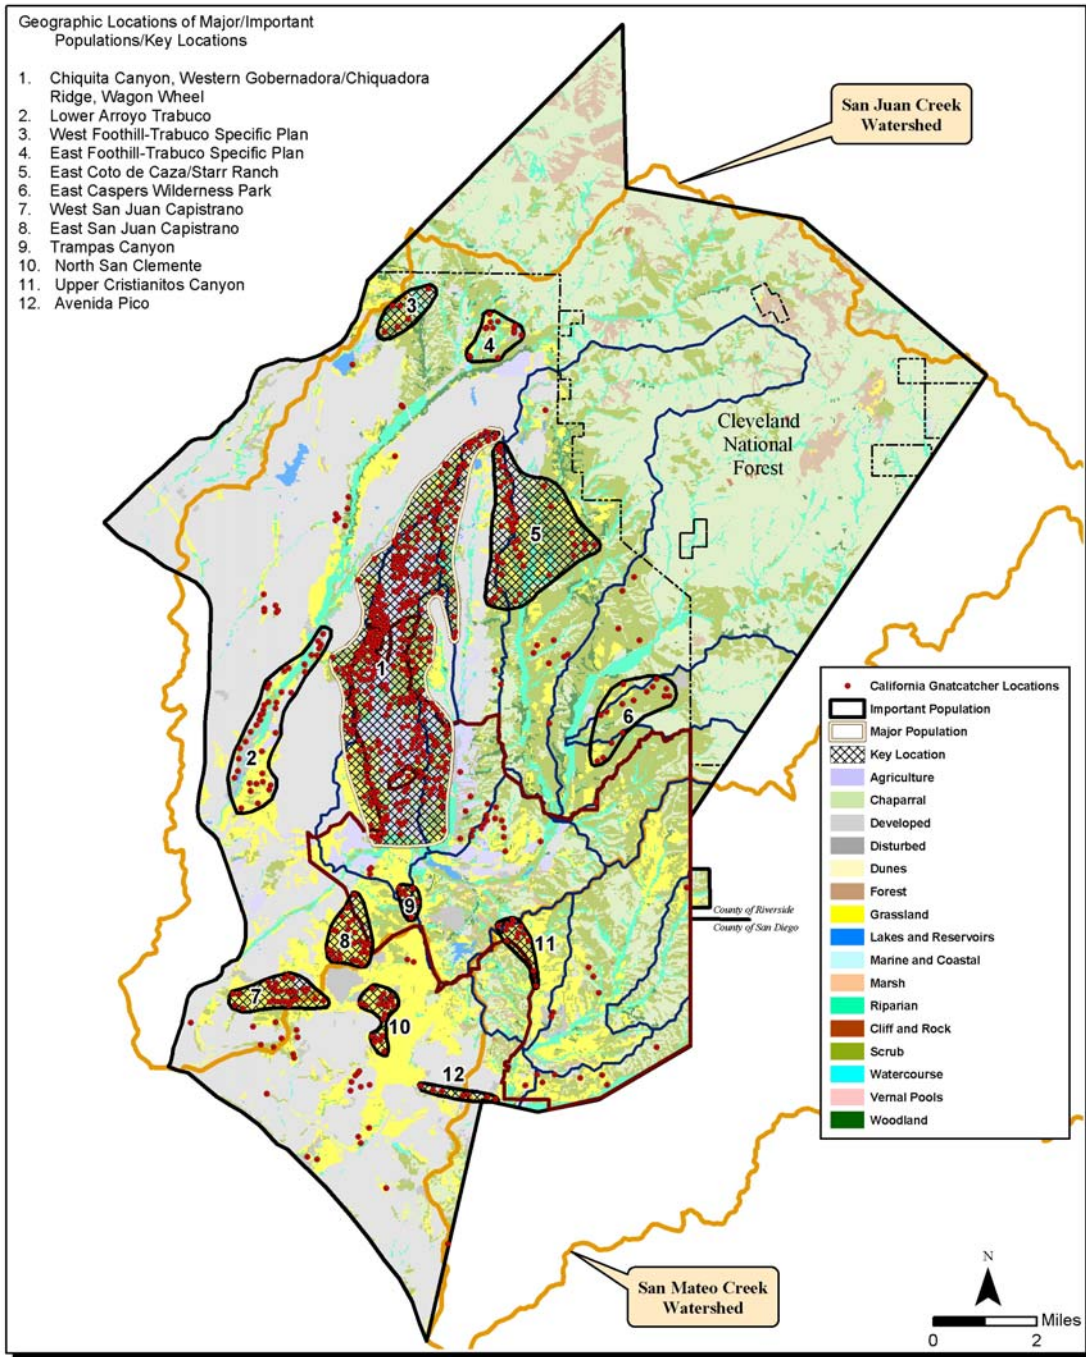 Geographic Locations of Major/Important
Populations/Key Locations
1. Chiquita Canyon, Western Gobernadora/Chiquadora
Ridge, Wagon Wheel
2. Lower Arroyo Trabuco
3. West Foothill-Trabuco Specific Plan
4. East Foothill-Trabuco Specific Plan
5. East Coto de Caza/Starr Ranch
6. East Caspers Wilderness Park
7. West San Juan Capistrano
8. East San Juan Capistrano
9. Trampas Canyon
10. North San Clemente
11. Upper Cristianitos Canyon
12. Avenida Pico
San Juan Creek
Watershed
3
4
Cleveland
National
Forest
5
1
6
2
9
8
11
7
10
12
County of Riverside
County of San Diego
California Gnatcatcher Locations
Important Population
Major Population
Key Location
Agriculture
Chaparral
Developed
Disturbed
Dunes
Forest
Grassland
Lakes and Reservoirs
Marine and Coastal
Marsh
Riparian
Cliff and Rock
Scrub
Watercourse
Vernal Pools
Woodland
San Mateo Creek
Watershed
N
Miles
0 2